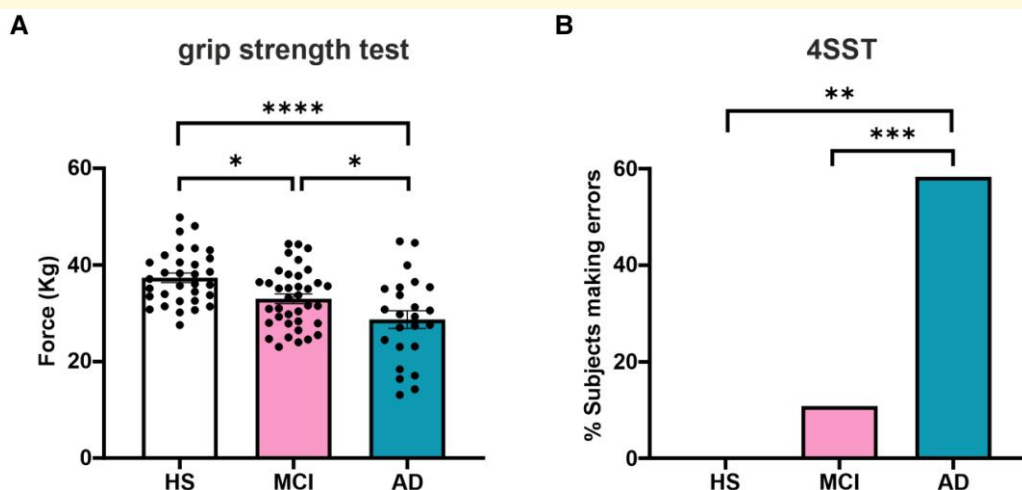 A
grip strength test
****
*
*
60
40
20
0
Force (Kg)
HS
MCI
AD
B
4SST
**
***
60
40
20
0
% Subjects making errors
HS
MCI
AD